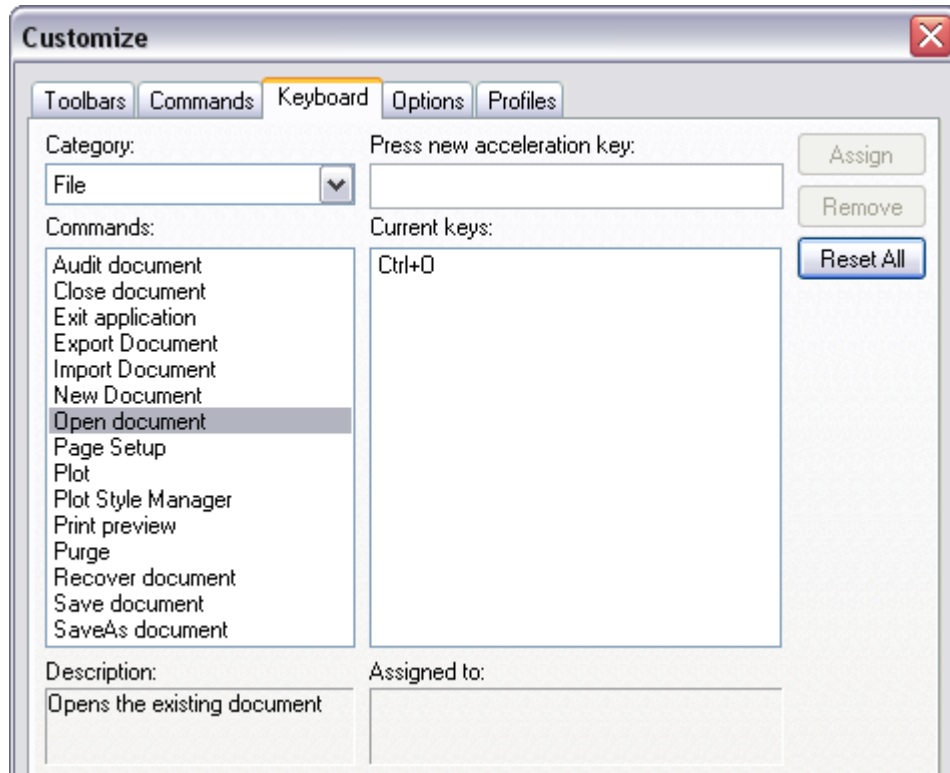 Customize
Toolbars Commands Keyboard Options Profiles
Category:
File
Press new acceleration key:
Assign
Remove
Reset All
Commands:
Audit document
Close document
Exit application
Export Document
Import Document
New Document
Open document
Page Setup
Plot
Plot Style Manager
Print preview
Purge
Recover document
Save document
SaveAs document
Current keys:
Ctrl+O
Description:
Opens the existing document
Assigned to: